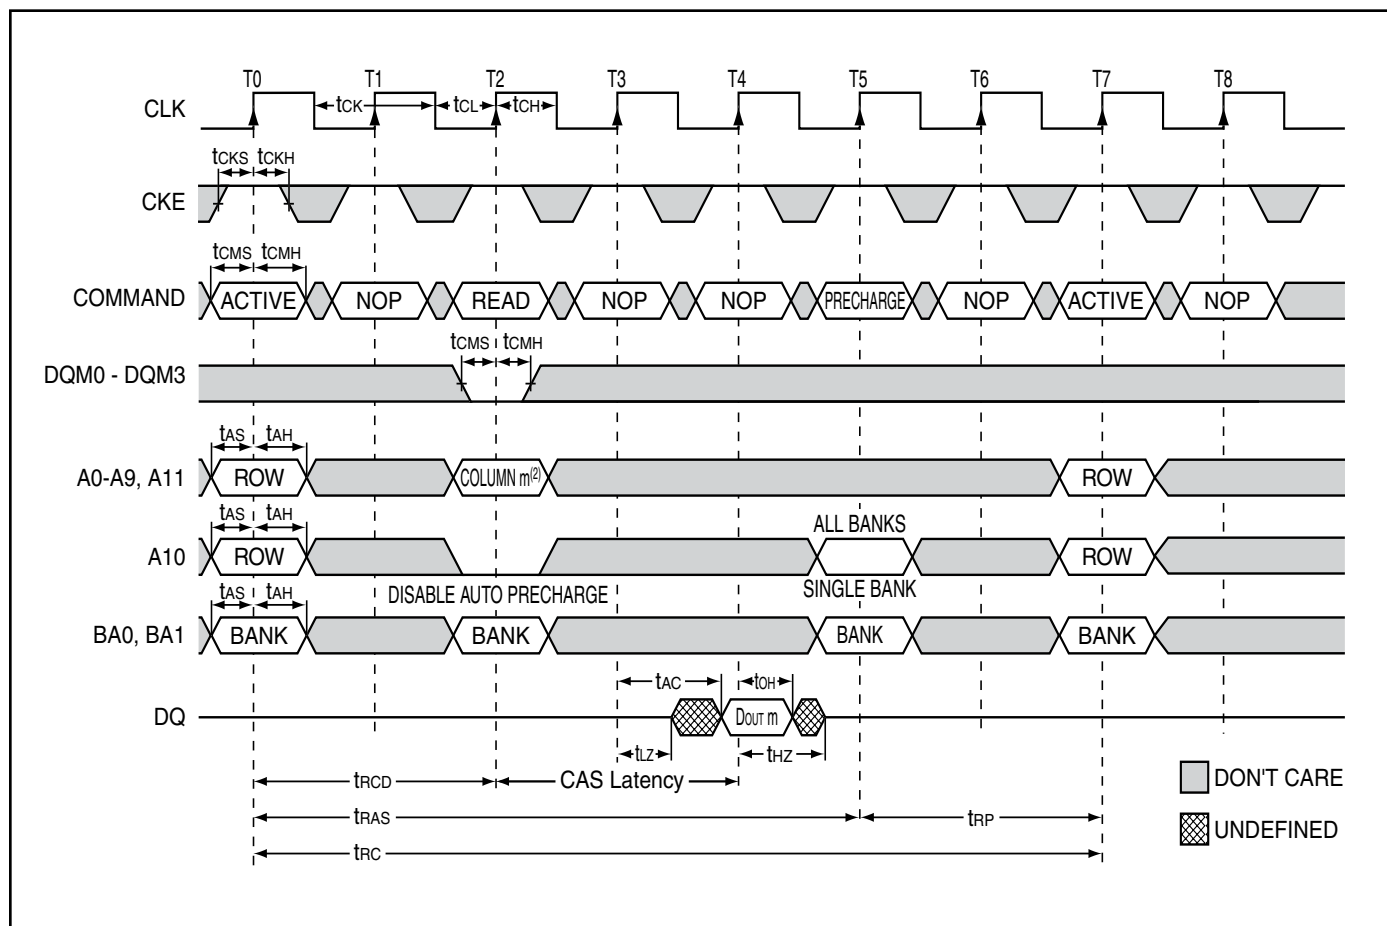 T0 T1 T2 T3 T4 T5 T6 T7 T8
CLK tCK tCL tCH
tCKS tCKH
CKE
tCMS tCMH
COMMAND ACTIVE NOP READ NOP NOP PRECHARGE NOP ACTIVE NOP
tCMS tCMH
DQM0 - DQM3
tAS tAH
A0-A9, A11 ROW COLUMN m(2) ROW
tAS tAH
ALL BANKS
A10 ROW ROW
DISABLE AUTO PRECHARGE SINGLE BANK
tAS tAH
BA0, BA1 BANK BANK BANK BANK
tAC tOH
DQ DOUT m
tLZ tHZ
tRCD CAS Latency
DON'T CARE
tRAS tRP
UNDEFINED
tRC